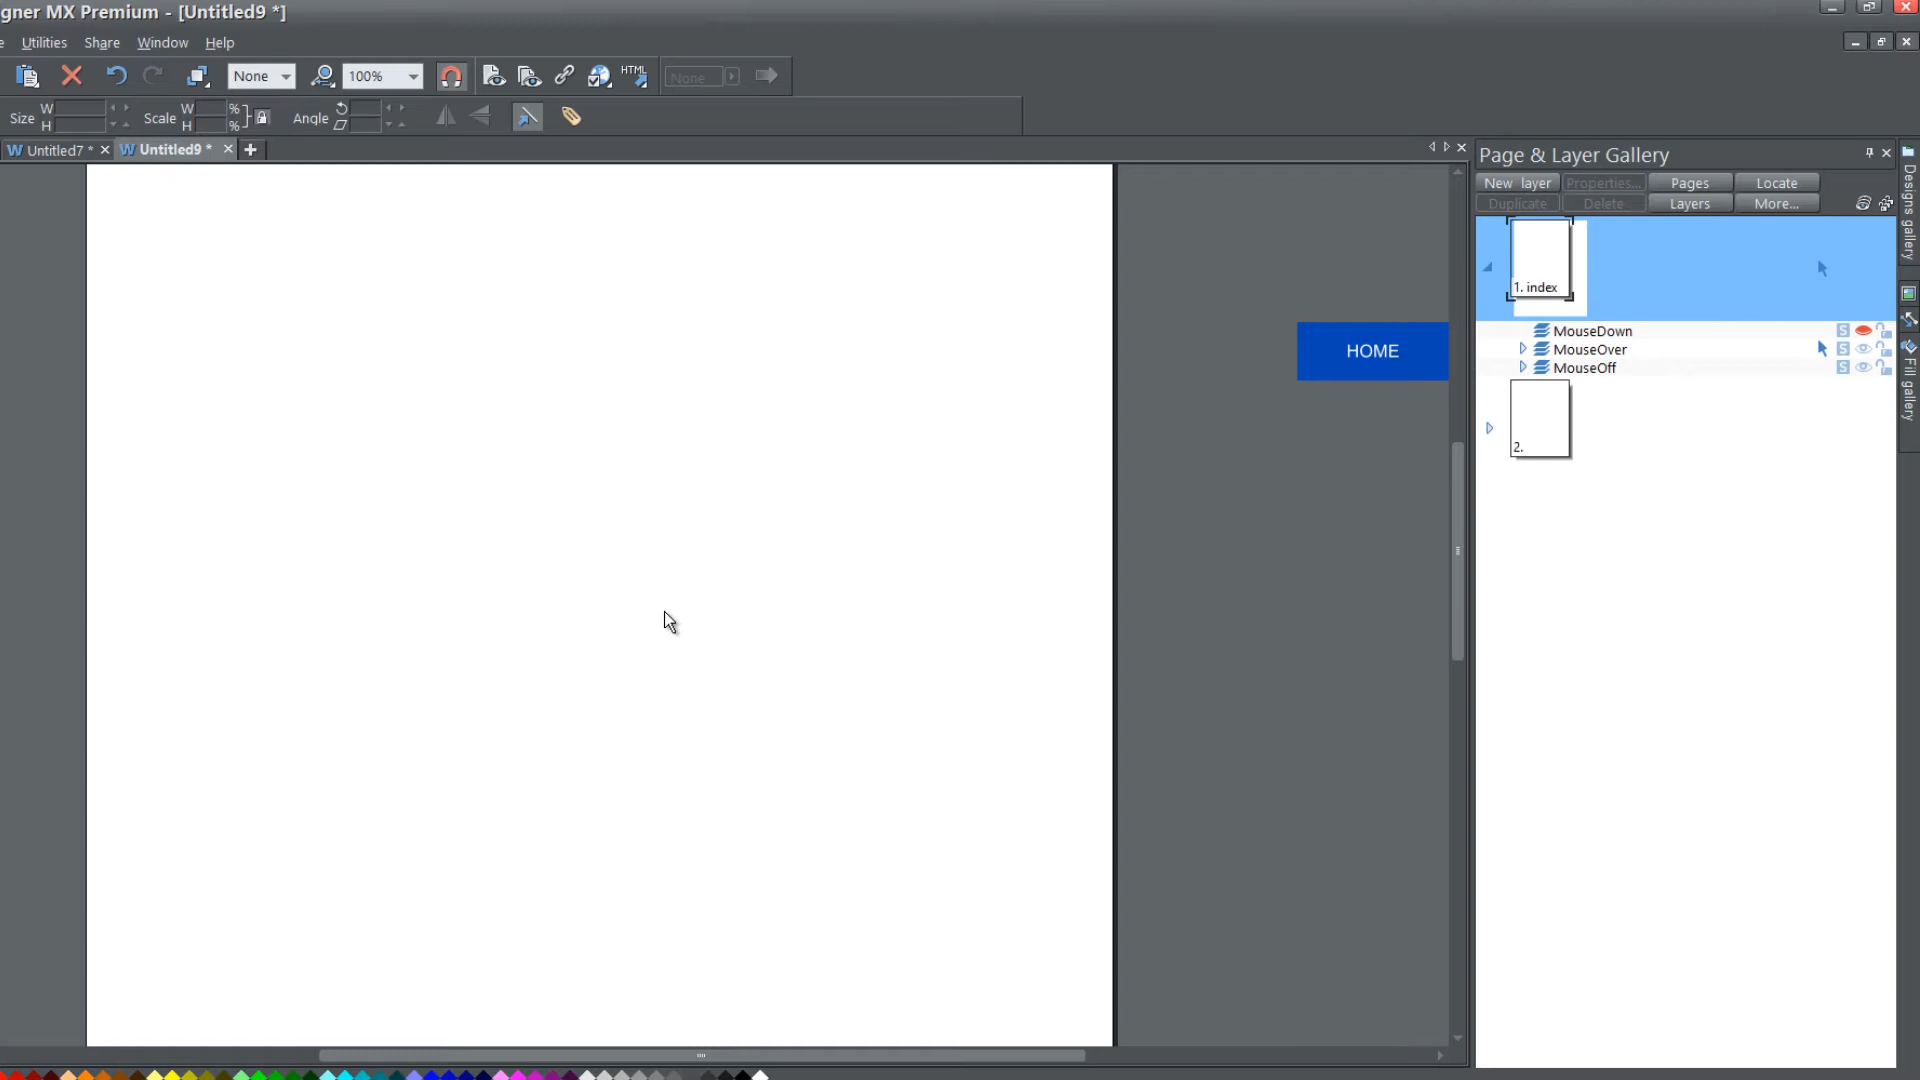 gner MX Premium - [Untitled9 *]
e Utilities Share Window Help
None 100% HTML None
Size W H Scale W H % % Angle
Untitled7 * Untitled9 *
HOME
Page & Layer Gallery
New layer Properties... Pages Locate
Duplicate Delete Layers More...
1. index
MouseDown S
MouseOver S
MouseOff S
2.
Designs gallery
Fill gallery